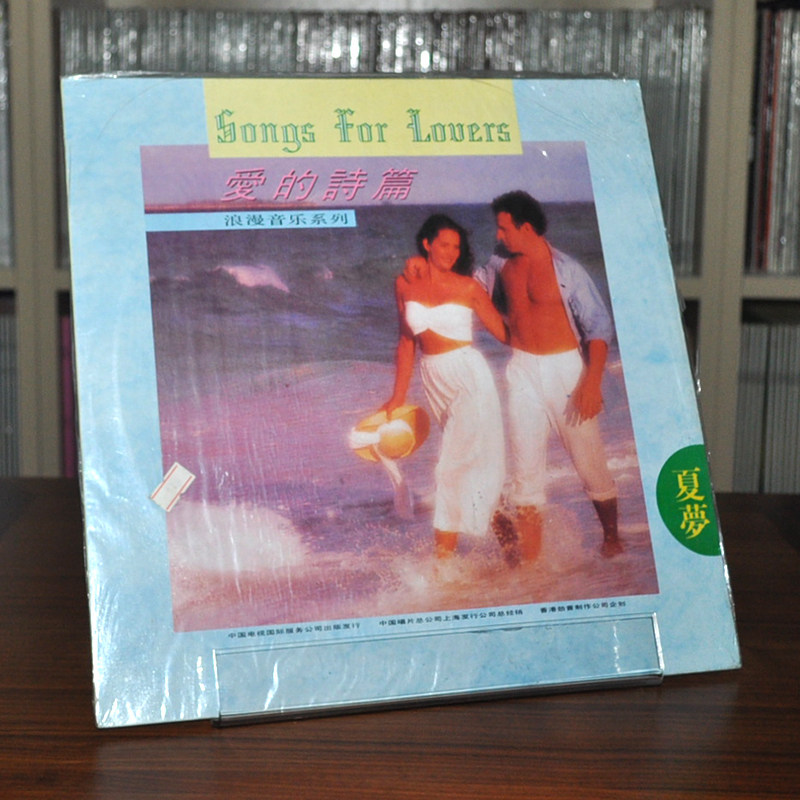 Songs For Lovers
愛的詩篇
浪漫音乐系列
夏夢
中国电视国际服务公司出版发行 中国唱片总公司上海发行公司总经销 香港韵音制作公司企划